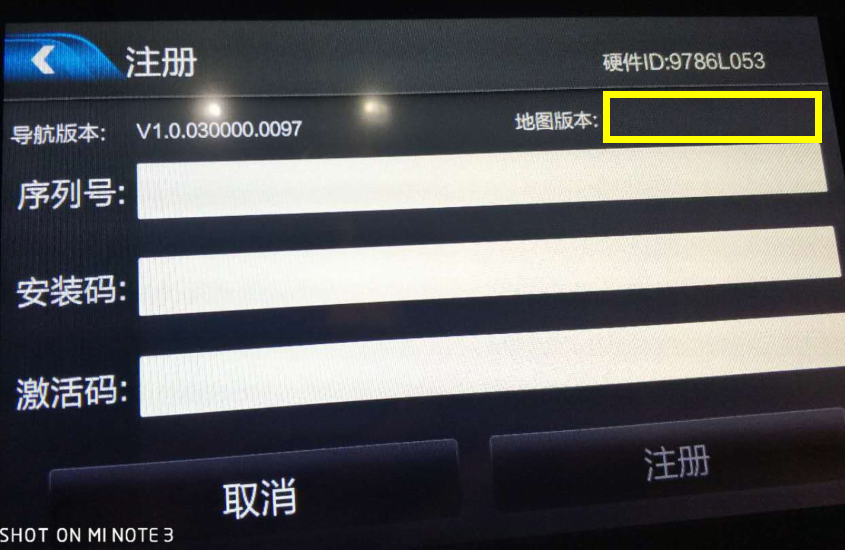 注册
硬件ID:9786L053
导航版本: V1.0.030000.0097
地图版本:
序列号:
安装码:
激活码:
取消
注册
SHOT ON MI NOTE 3